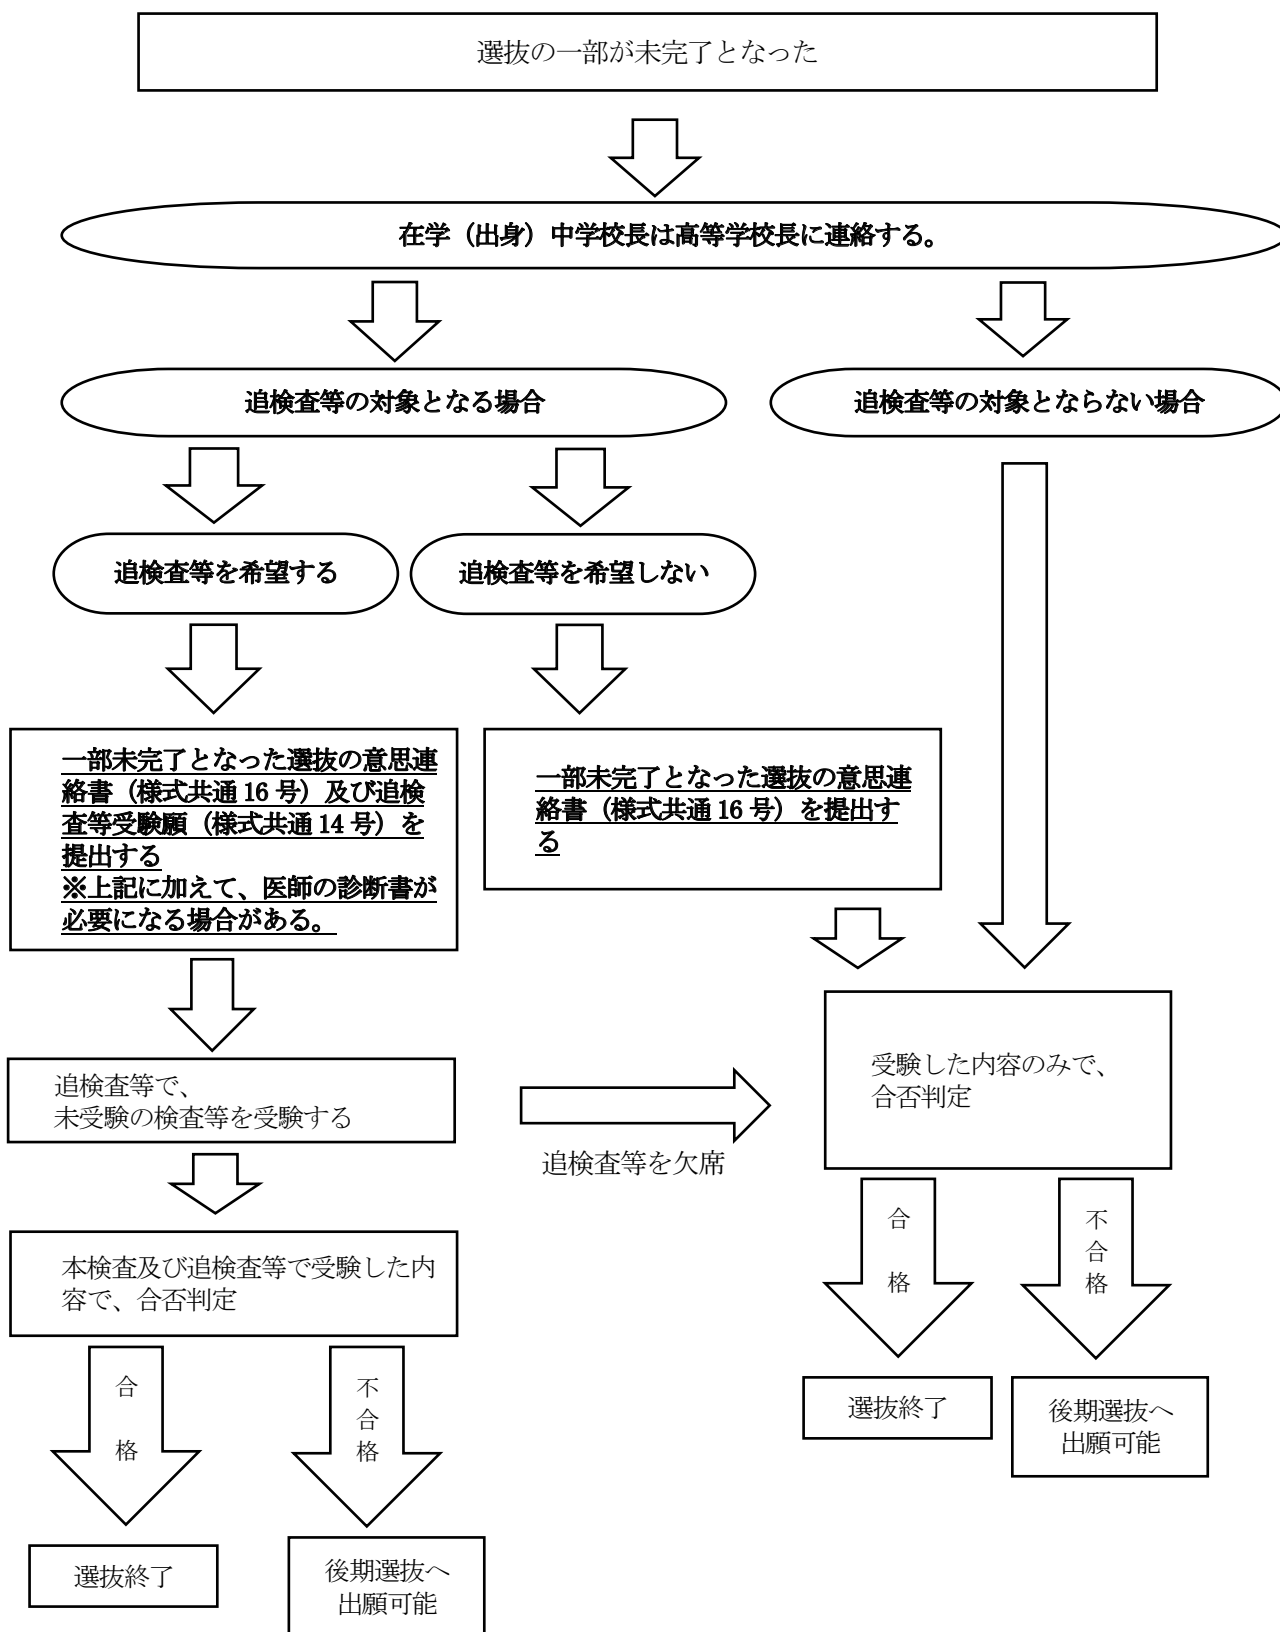 選抜の一部が未完了となった
在学（出身）中学校長は高等学校長に連絡する。
追検査等の対象となる場合
追検査等の対象とならない場合
追検査等を希望する
追検査等を希望しない
一部未完了となった選抜の意思連
絡書（様式共通 16 号）及び追検
査等受験願（様式共通 14 号）を
提出する
※上記に加えて、医師の診断書が
必要になる場合がある。
一部未完了となった選抜の意思連
絡書（様式共通 16 号）を提出す
る
追検査等で、
未受験の検査等を受験する
追検査等を欠席
受験した内容のみで、
合否判定
本検査及び追検査等で受験した内
容で、合否判定
合格
不合格
選抜終了
後期選抜へ
出願可能
合格
不合格
選抜終了
後期選抜へ
出願可能